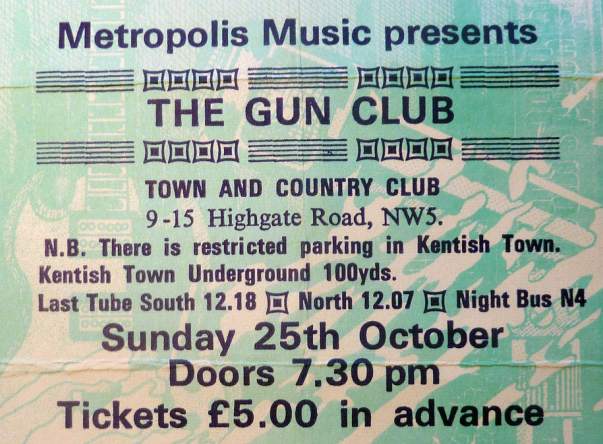 Metropolis Music presents
THE GUN CLUB
TOWN AND COUNTRY CLUB
9-15 Highgate Road, NW5.
N.B. There is restricted parking in Kentish Town.
Kentish Town Underground 100yds.
Last Tube South 12.18 North 12.07 Night Bus N4
Sunday 25th October
Doors 7.30 pm
Tickets £5.00 in advance